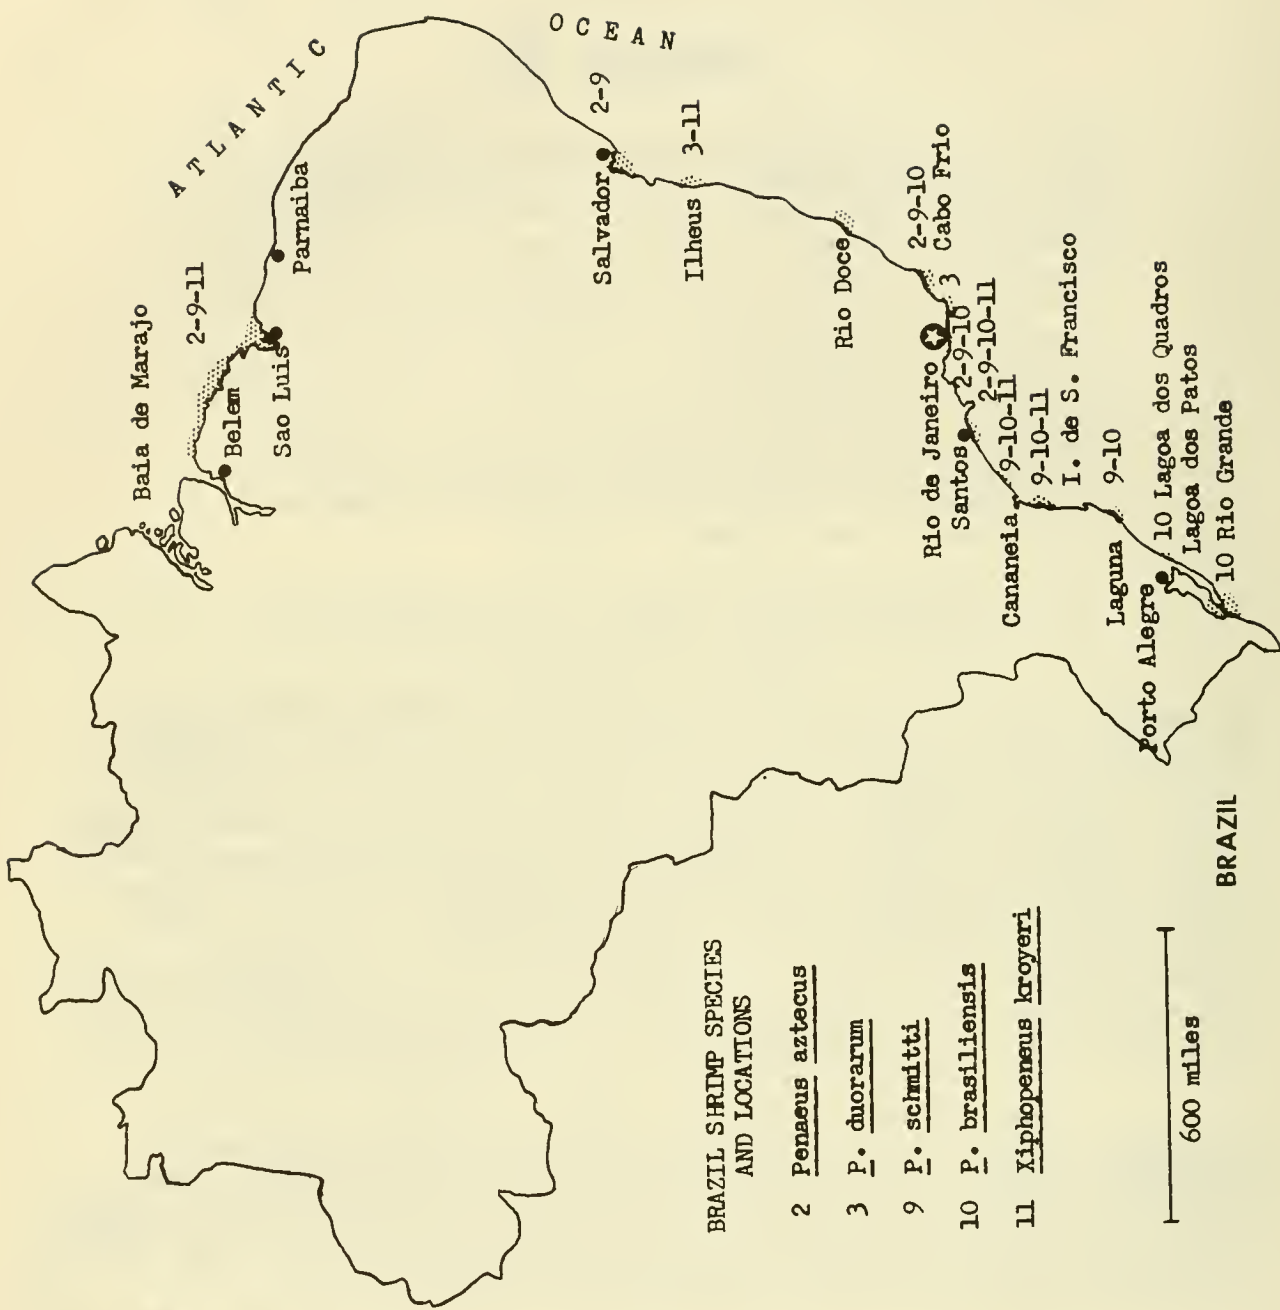 ATLANTIC
OCEAN
Baia de Marajo
2-9-11
Belem
Sao Luis
Parnaiba
Salvador
2-9
Ilheus
3-11
Rio Doce
2-9-10
Cabo Frio
3
Rio de Janeiro
2-9-10
Santos
2-9-10-11
9-10-11
Cananeia
9-10-11
I. de S. Francisco
9-10
Laguna
10 Lagoa dos Quadros
Porto Alegre
Lagoa dos Patos
10 Rio Grande
BRAZIL SHRIMP SPECIES
AND LOCATIONS
2 Penaeus aztecus
3 P. duorarum
9 P. schmitti
10 P. brasiliensis
11 Xiphopeneus kroyeri
600 miles
BRAZIL